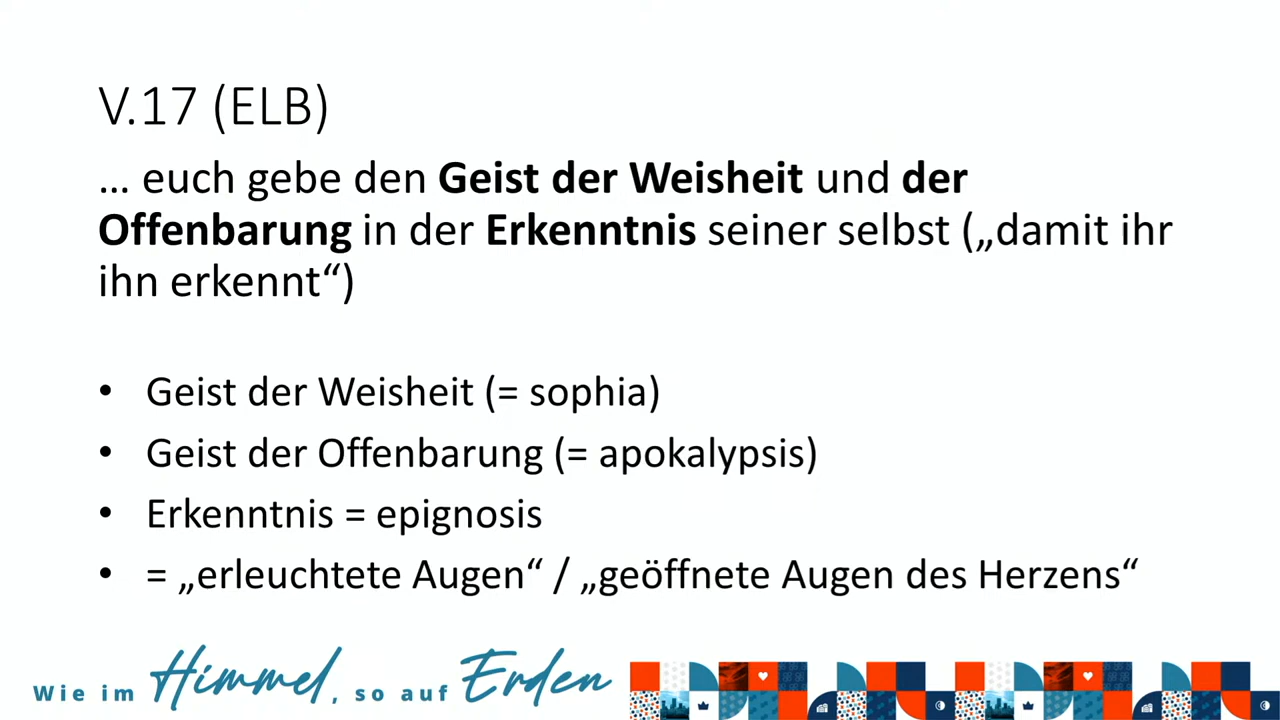 V.17 (ELB)
… euch gebe den Geist der Weisheit und der
Offenbarung in der Erkenntnis seiner selbst („damit ihr
ihn erkennt“)
• Geist der Weisheit (= sophia)
• Geist der Offenbarung (= apokalypsis)
• Erkenntnis = epignosis
• = „erleuchtete Augen“ / „geöffnete Augen des Herzens“
Wie im Himmel, so auf Erden